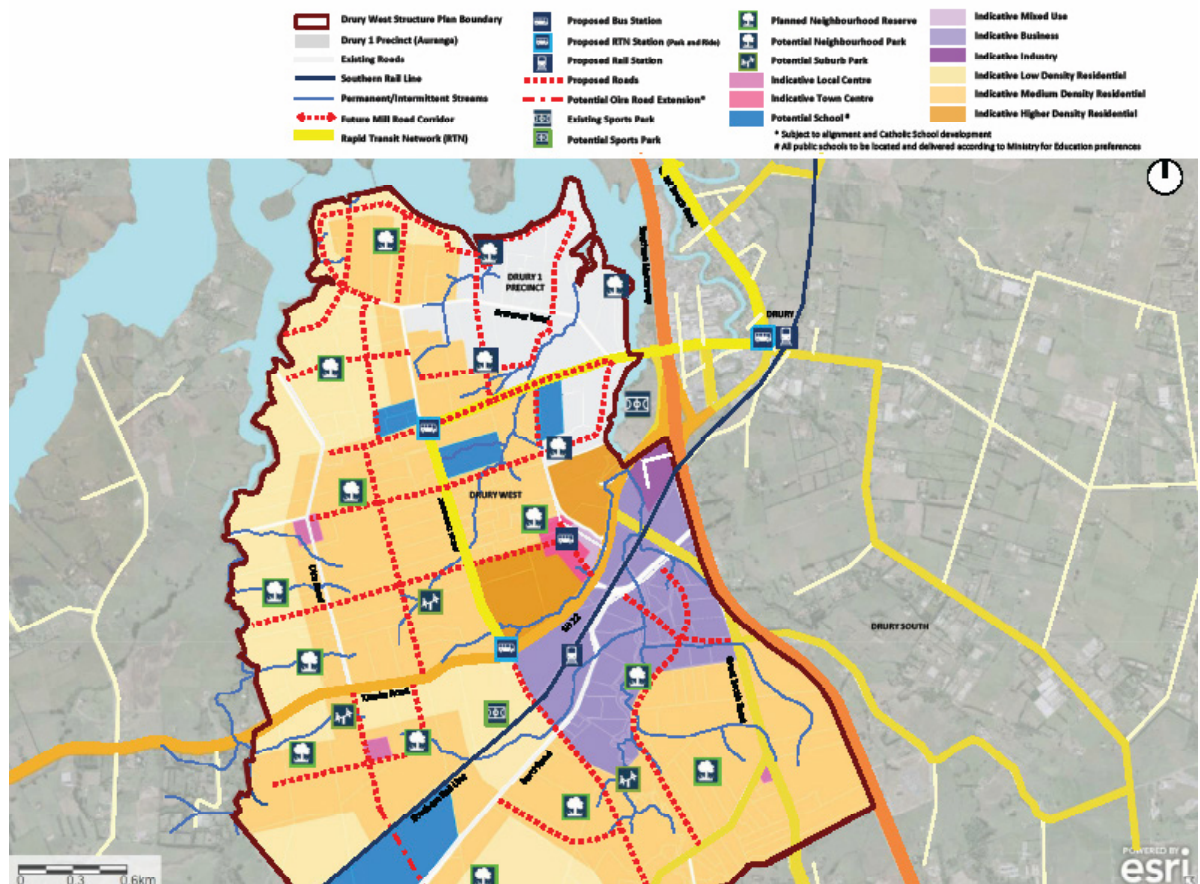 Drury West Structure Plan Boundary
Drury 1 Precinct (Auranga)
Existing Roads
Southern Rail Line
Permanent/Intermittent Streams
Future Mill Road Corridor
Rapid Transit Network (RTN)
Proposed Bus Station
Proposed RTN Station (Park and Ride)
Proposed Rail Station
Proposed Roads
Potential Oira Road Extension*
Existing Sports Park
Potential Sports Park
Planned Neighbourhood Reserve
Potential Neighbourhood Park
Potential Suburb Park
Indicative Local Centre
Indicative Town Centre
Potential School #
Indicative Mixed Use
Indicative Business
Indicative Industry
Indicative Low Density Residential
Indicative Medium Density Residential
Indicative Higher Density Residential
* Subject to alignment and Catholic School development
# All public schools to be located and delivered according to Ministry for Education preferences
DRURY 1
PRECINCT
DRURY
DRURY WEST
Oira Road
SH 22
DRURY SOUTH
Great South Road
Karaka Road
Southern Rail Line
0 0.3 0.6km
POWERED BY
esri